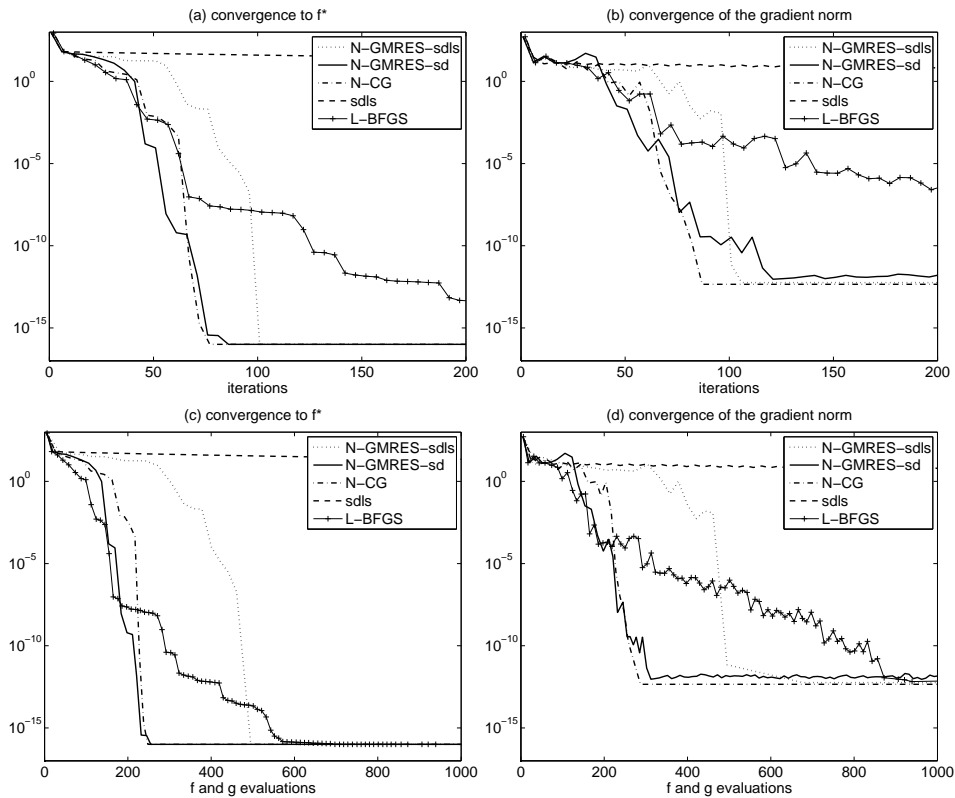 (a) convergence to f*
10^0
10^-5
10^-10
10^-15
0 50 100 150 200
iterations
N-GMRES-sdls
N-GMRES-sd
N-CG
sdls
L-BFGS
(b) convergence of the gradient norm
10^0
10^-5
10^-10
10^-15
0 50 100 150 200
iterations
N-GMRES-sdls
N-GMRES-sd
N-CG
sdls
L-BFGS
(c) convergence to f*
10^0
10^-5
10^-10
10^-15
0 200 400 600 800 1000
f and g evaluations
N-GMRES-sdls
N-GMRES-sd
N-CG
sdls
L-BFGS
(d) convergence of the gradient norm
10^0
10^-5
10^-10
10^-15
0 200 400 600 800 1000
f and g evaluations
N-GMRES-sdls
N-GMRES-sd
N-CG
sdls
L-BFGS